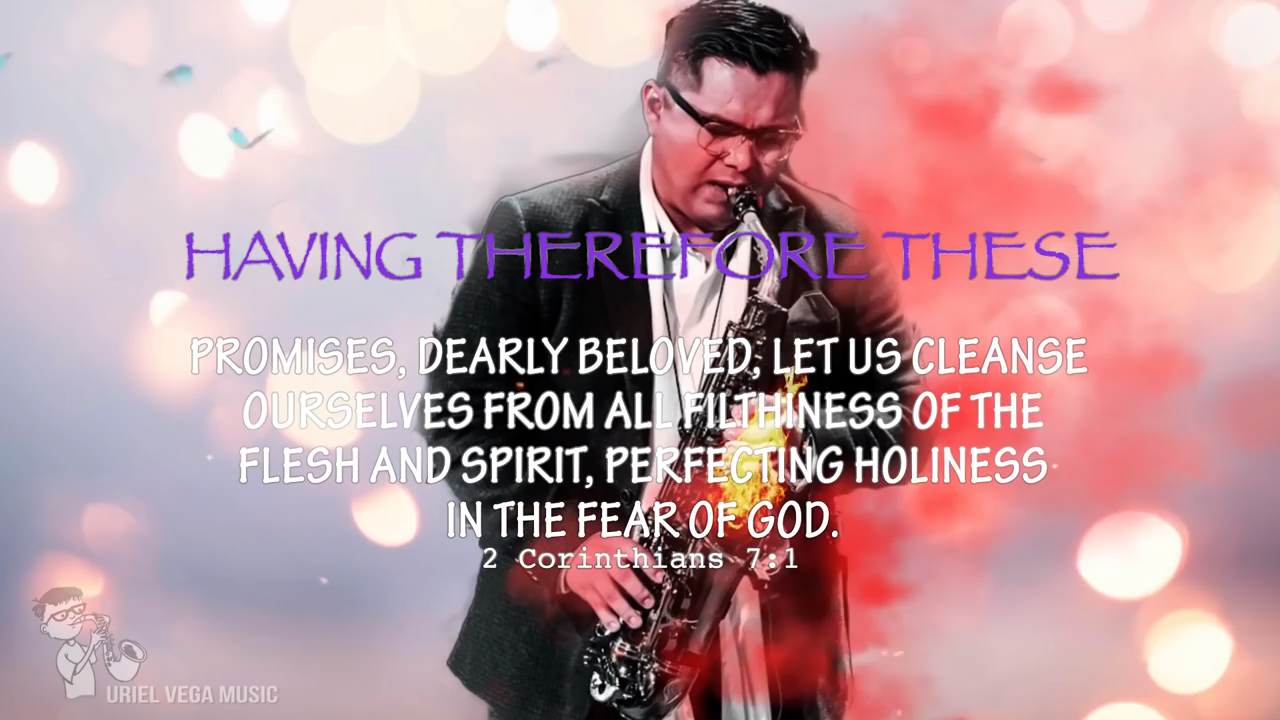 HAVING THEREFORE THESE
PROMISES, DEARLY BELOVED, LET US CLEANSE
OURSELVES FROM ALL FILTHINESS OF THE
FLESH AND SPIRIT, PERFECTING HOLINESS
IN THE FEAR OF GOD.
2 Corinthians 7:1
URIEL VEGA MUSIC